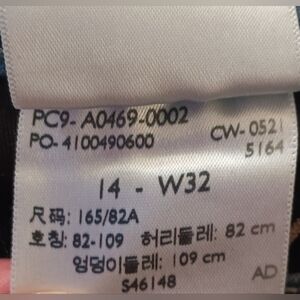 PC9- A0469-0002
PO- 4100490600 CW-0521
5164
14 - W32
尺码: 165/82A
호칭: 82-109 허리둘레: 82 cm
엉덩이둘레: 109 cm
S46148 AD